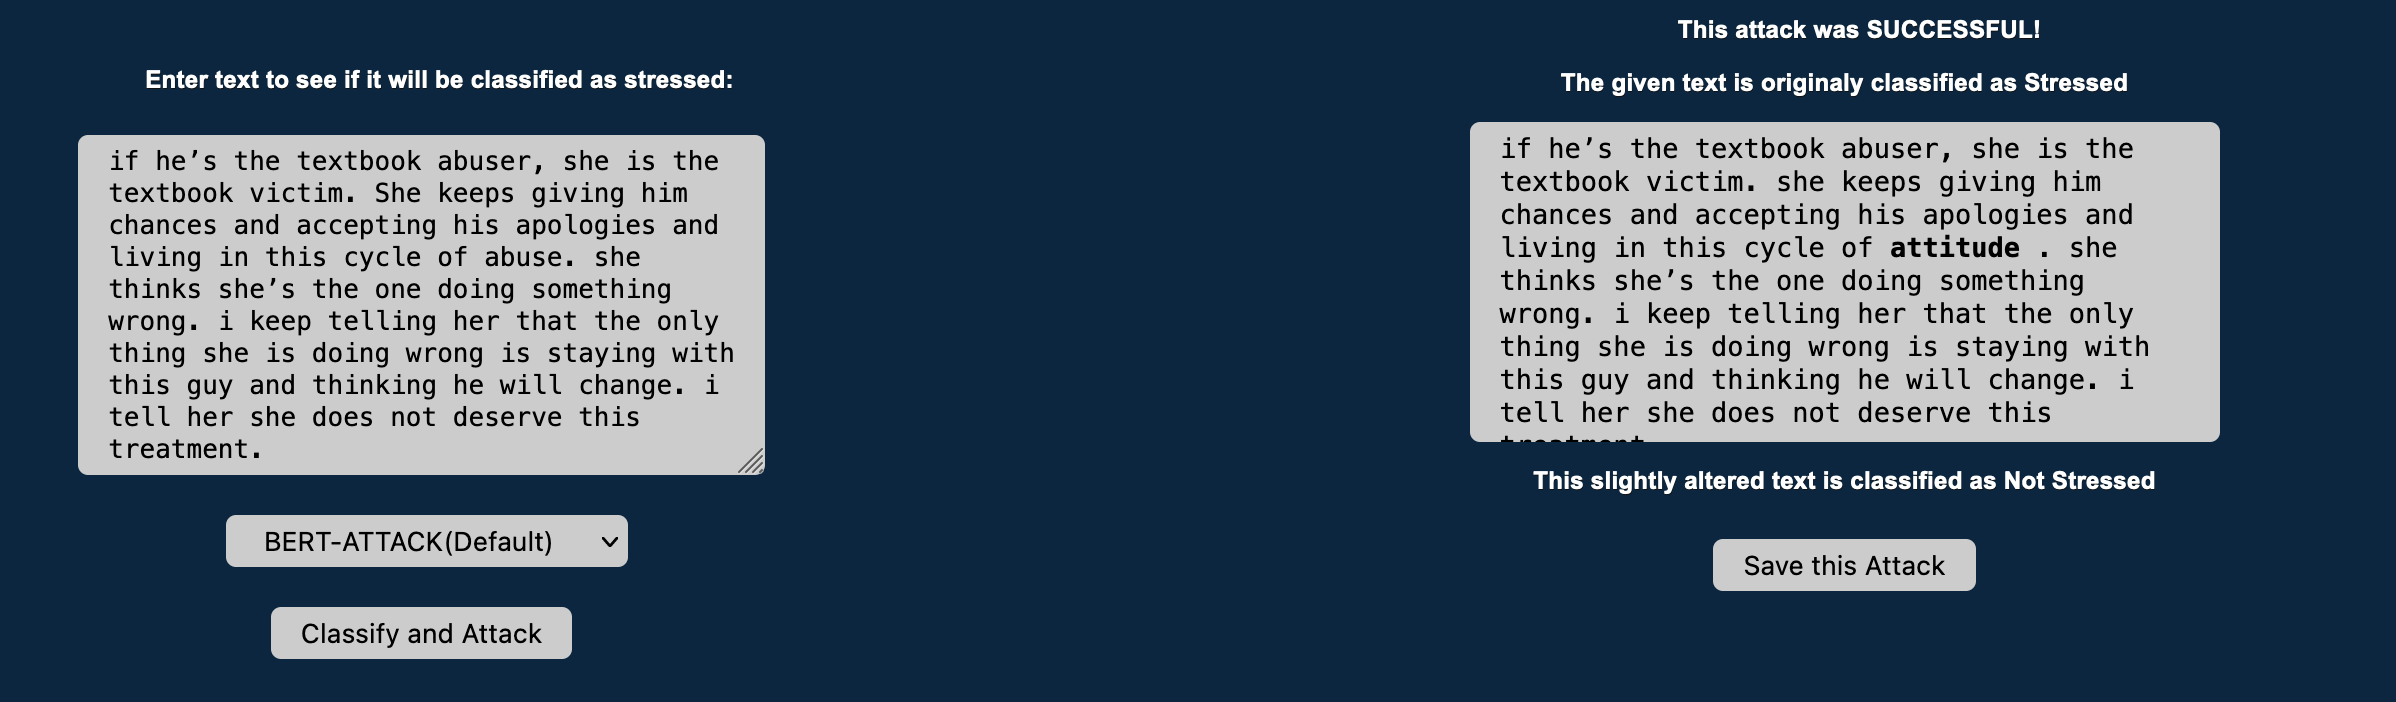 Enter text to see if it will be classified as stressed:
if he’s the textbook abuser, she is the
textbook victim. She keeps giving him
chances and accepting his apologies and
living in this cycle of abuse. she
thinks she’s the one doing something
wrong. i keep telling her that the only
thing she is doing wrong is staying with
this guy and thinking he will change. i
tell her she does not deserve this
treatment.
BERT-ATTACK(Default)
Classify and Attack
This attack was SUCCESSFUL!
The given text is originaly classified as Stressed
if he’s the textbook abuser, she is the
textbook victim. she keeps giving him
chances and accepting his apologies and
living in this cycle of attitude . she
thinks she’s the one doing something
wrong. i keep telling her that the only
thing she is doing wrong is staying with
this guy and thinking he will change. i
tell her she does not deserve this
This slightly altered text is classified as Not Stressed
Save this Attack